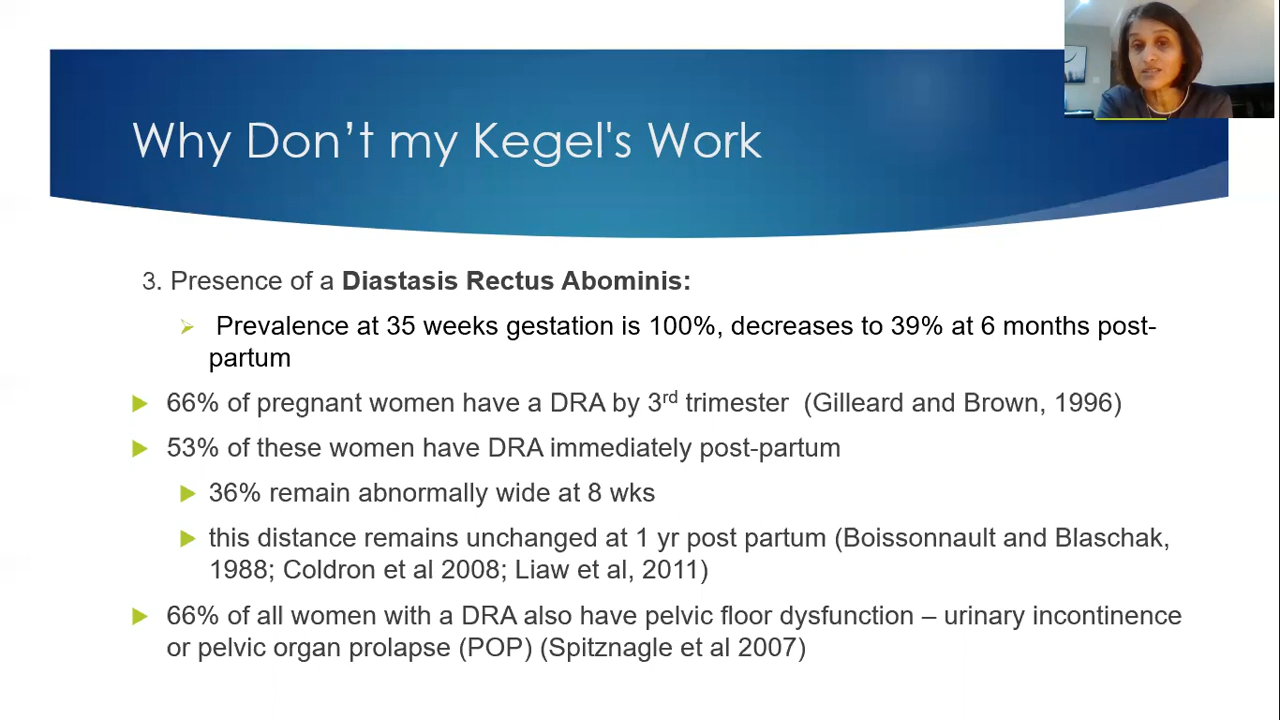 Why Don’t my Kegel's Work
3. Presence of a Diastasis Rectus Abominis:
Prevalence at 35 weeks gestation is 100%, decreases to 39% at 6 months post-
partum
66% of pregnant women have a DRA by 3rd trimester (Gilleard and Brown, 1996)
53% of these women have DRA immediately post-partum
36% remain abnormally wide at 8 wks
this distance remains unchanged at 1 yr post partum (Boissonnault and Blaschak,
1988; Coldron et al 2008; Liaw et al, 2011)
66% of all women with a DRA also have pelvic floor dysfunction – urinary incontinence
or pelvic organ prolapse (POP) (Spitznagle et al 2007)